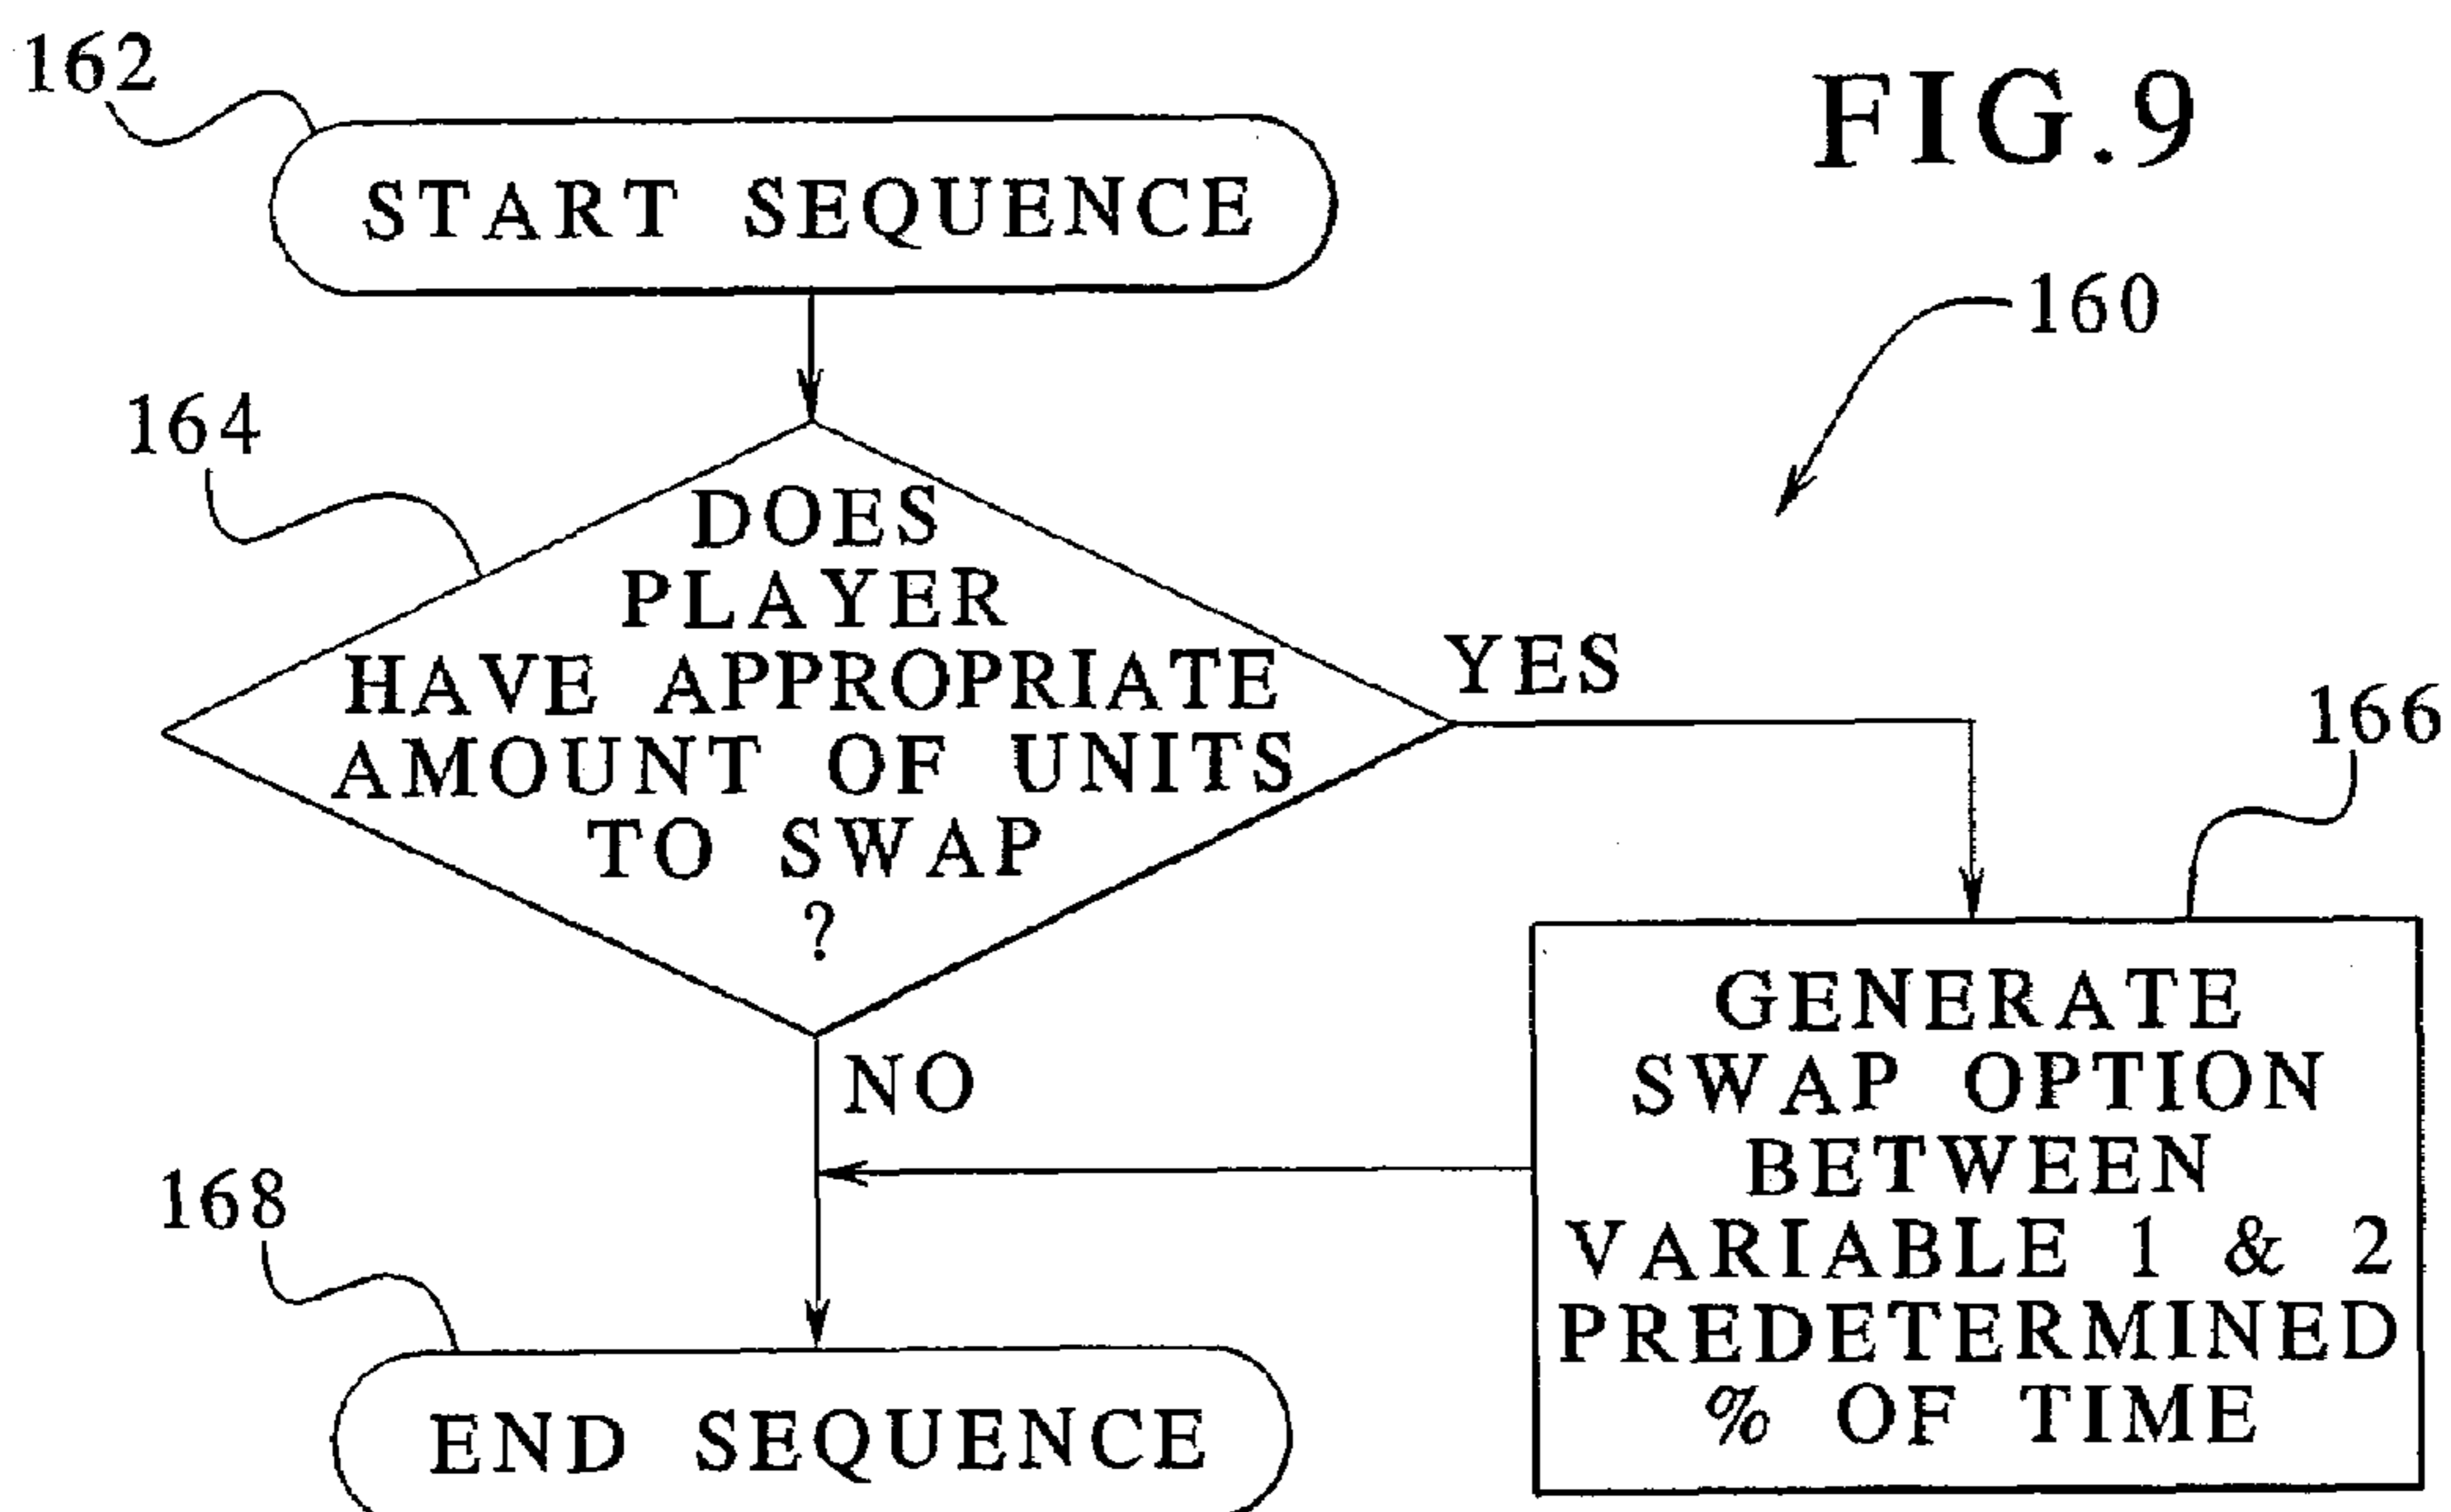 162
FIG.9
START SEQUENCE
160
164
DOES
PLAYER
HAVE APPROPRIATE
AMOUNT OF UNITS
TO SWAP
?
YES
166
GENERATE
SWAP OPTION
BETWEEN
VARIABLE 1 & 2
PREDETERMINED
% OF TIME
NO
168
END SEQUENCE